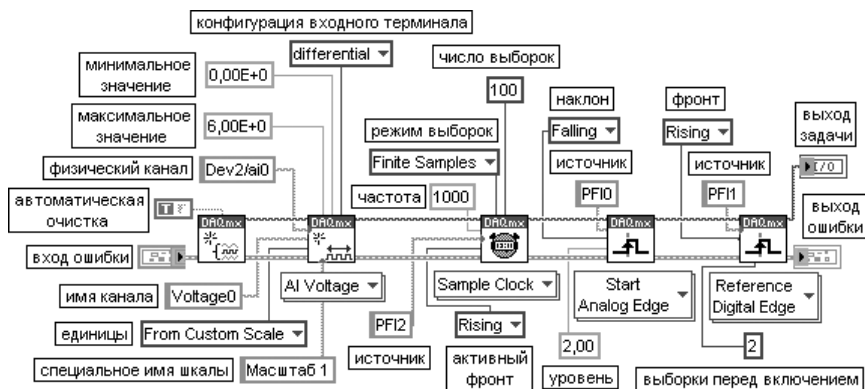 конфигурация входного терминала
differential
минимальное
значение
0,00E+0
число выборок
100
максимальное
значение
6,00E+0
режим выборок
Finite Samples
наклон
Falling
фронт
Rising
выход
задачи
I/O
физический канал
Dev2/ai0
частота
1000
источник
PFI0
источник
PFI1
автоматическая
очистка
T F
DAQmx
DAQmx
DAQmx
DAQmx
DAQmx
выход
ошибки
вход ошибки
имя канала
Voltage0
AI Voltage
Sample Clock
Start
Analog Edge
Reference
Digital Edge
единицы
From Custom Scale
PFI2
Rising
специальное имя шкалы
Масштаб 1
источник
активный
фронт
2,00
уровень
2
выборки перед включением